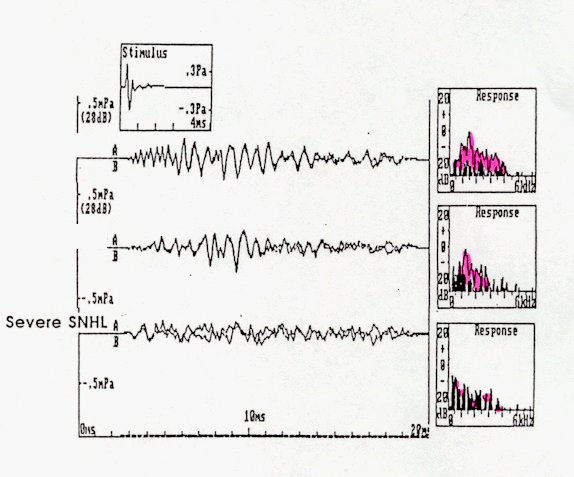 Stimulus
.3Pa
-.3Pa
4ms
.5mPa
(28dB)
A
B
.5mPa
(28dB)
A
B
-.5mPa
Severe SNHL
A
B
-.5mPa
0ms
10ms
20ms
Response
20
+
0
-
20
dB
0
6kHz
Response
20
+
0
-
20
dB
0
6kHz
Response
20
+
0
-
20
dB
0
6kHz